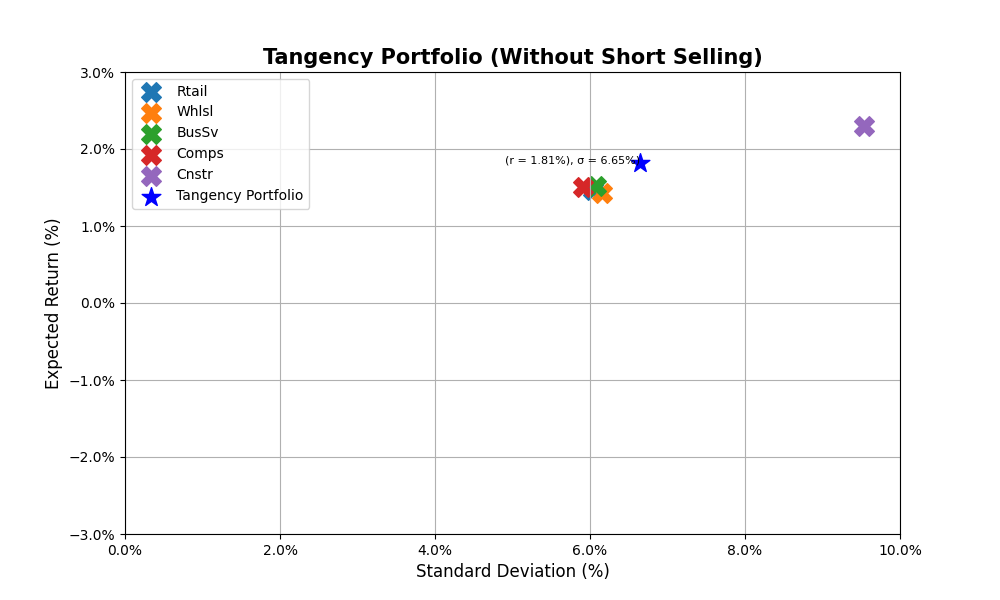 Tangency Portfolio (Without Short Selling)
Expected Return (%)
3.0%
2.0%
1.0%
0.0%
−1.0%
−2.0%
−3.0%
Rtail
Whlsl
BusSv
Comps
Cnstr
Tangency Portfolio
(r = 1.81%), σ = 6.65%)
0.0%
2.0%
4.0%
6.0%
8.0%
10.0%
Standard Deviation (%)